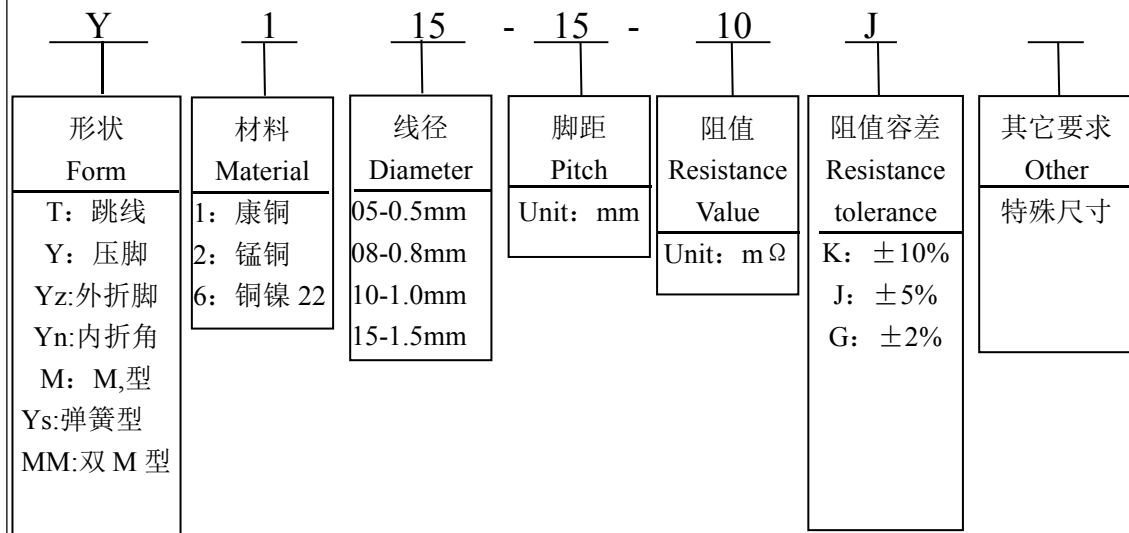 Y 1 15 - 15 - 10 J
形状
Form
T：跳线
Y：压脚
Yz:外折脚
Yn:内折角
M：M,型
Ys:弹簧型
MM:双 M 型
材料
Material
1：康铜
2：锰铜
6：铜镍 22
线径
Diameter
05-0.5mm
08-0.8mm
10-1.0mm
15-1.5mm
脚距
Pitch
Unit：mm
阻值
Resistance
Value
Unit：mΩ
阻值容差
Resistance
tolerance
K：±10%
J：±5%
G：±2%
其它要求
Other
特殊尺寸